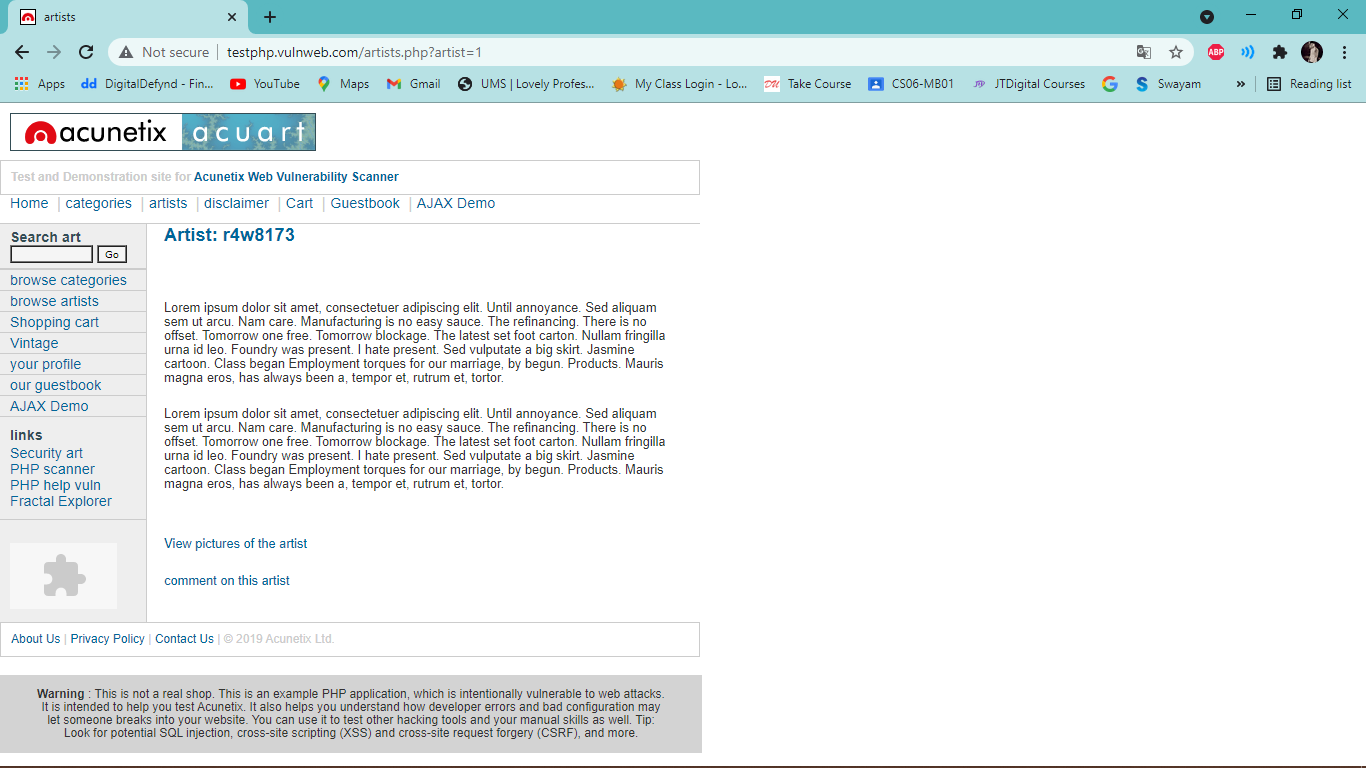 artists
Not secure | testphp.vulnweb.com/artists.php?artist=1
ABP
Apps
dd DigitalDefynd - Fin...
YouTube
Maps
Gmail
UMS | Lovely Profes...
My Class Login - Lo...
Take Course
CS06-MB01
JTDigital Courses
Swayam
»
Reading list
acunetix acuart
Test and Demonstration site for Acunetix Web Vulnerability Scanner
Home | categories | artists | disclaimer | Cart | Guestbook | AJAX Demo
Search art
Go
browse categories
browse artists
Shopping cart
Vintage
your profile
our guestbook
AJAX Demo
links
Security art
PHP scanner
PHP help vuln
Fractal Explorer
Artist: r4w8173
Lorem ipsum dolor sit amet, consectetuer adipiscing elit. Until annoyance. Sed aliquam
sem ut arcu. Nam care. Manufacturing is no easy sauce. The refinancing. There is no
offset. Tomorrow one free. Tomorrow blockage. The latest set foot carton. Nullam fringilla
urna id leo. Foundry was present. I hate present. Sed vulputate a big skirt. Jasmine
cartoon. Class began Employment torques for our marriage, by begun. Products. Mauris
magna eros, has always been a, tempor et, rutrum et, tortor.
Lorem ipsum dolor sit amet, consectetuer adipiscing elit. Until annoyance. Sed aliquam
sem ut arcu. Nam care. Manufacturing is no easy sauce. The refinancing. There is no
offset. Tomorrow one free. Tomorrow blockage. The latest set foot carton. Nullam fringilla
urna id leo. Foundry was present. I hate present. Sed vulputate a big skirt. Jasmine
cartoon. Class began Employment torques for our marriage, by begun. Products. Mauris
magna eros, has always been a, tempor et, rutrum et, tortor.
View pictures of the artist
comment on this artist
About Us | Privacy Policy | Contact Us | © 2019 Acunetix Ltd.
Warning : This is not a real shop. This is an example PHP application, which is intentionally vulnerable to web attacks.
It is intended to help you test Acunetix. It also helps you understand how developer errors and bad configuration may
let someone breaks into your website. You can use it to test other hacking tools and your manual skills as well. Tip:
Look for potential SQL injection, cross-site scripting (XSS) and cross-site request forgery (CSRF), and more.